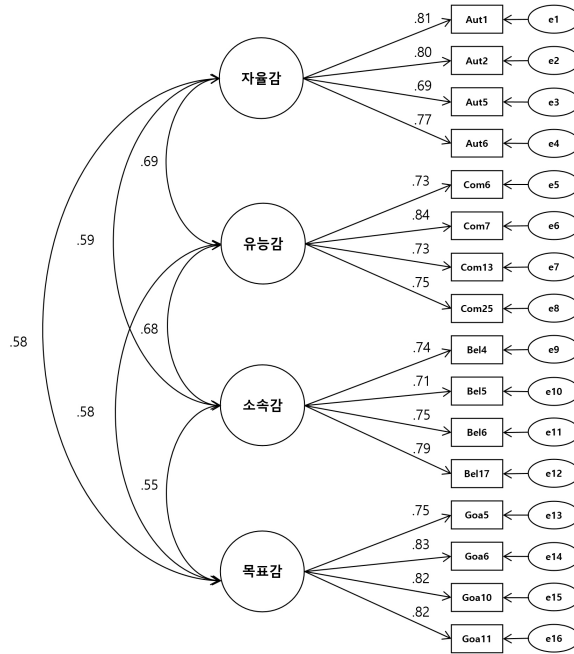 .81
Aut1
e1
.80
Aut2
e2
자율감
.69
Aut5
e3
.77
Aut6
e4
.69
.73
Com6
e5
.84
Com7
e6
.59
유능감
.73
Com13
e7
.75
Com25
e8
.68
.58
.74
Bel4
e9
.71
Bel5
e10
.58
소속감
.75
Bel6
e11
.79
Bel17
e12
.55
.75
Goa5
e13
.83
Goa6
e14
목표감
.82
Goa10
e15
.82
Goa11
e16